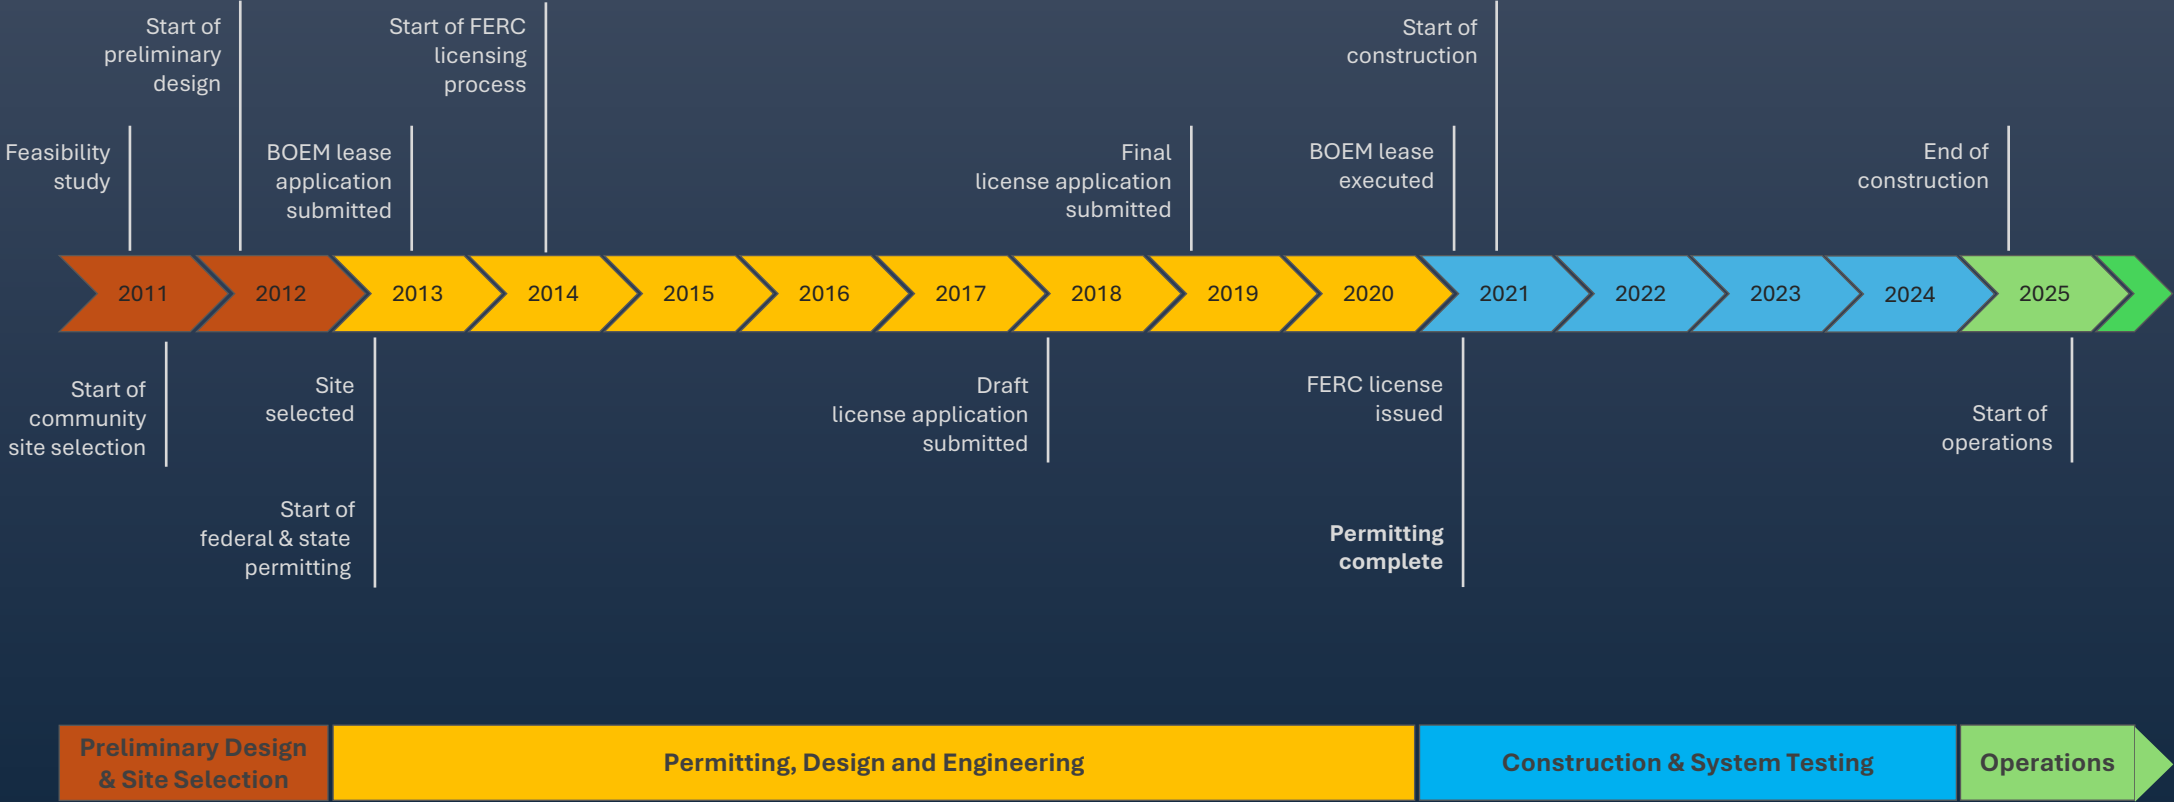 Start of
preliminary
design
Start of FERC
licensing
process
Start of
construction
Feasibility
study
BOEM lease
application
submitted
Final
license application
submitted
BOEM lease
executed
End of
construction
2011
2012
2013
2014
2015
2016
2017
2018
2019
2020
2021
2022
2023
2024
2025
Start of
community
site selection
Site
selected
Draft
license application
submitted
FERC license
issued
Start of
operations
Start of
federal & state
permitting
Permitting
complete
Preliminary Design
& Site Selection
Permitting, Design and Engineering
Construction & System Testing
Operations